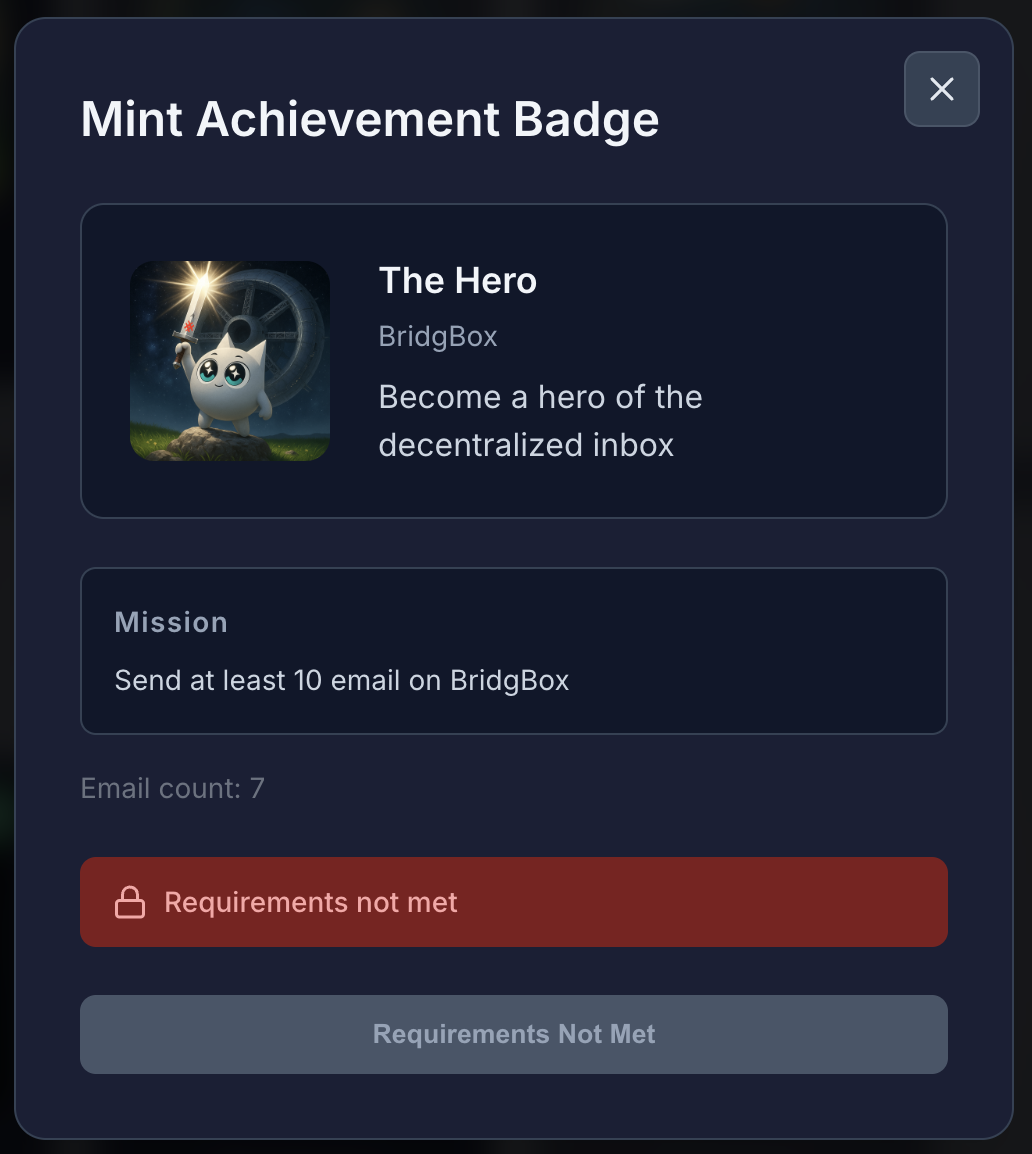 Mint Achievement Badge
The Hero
BridgBox
Become a hero of the
decentralized inbox
Mission
Send at least 10 email on BridgBox
Email count: 7
Requirements not met
Requirements Not Met